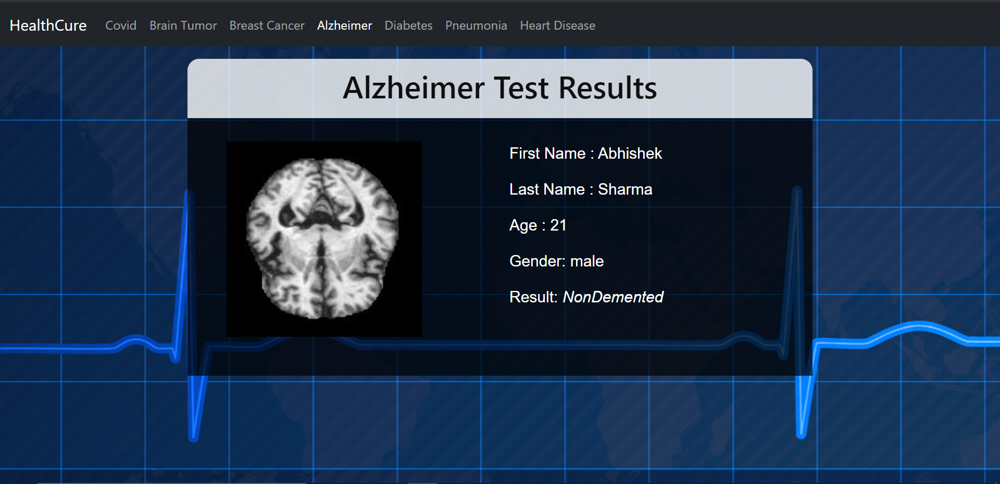 HealthCure Covid Brain Tumor Breast Cancer Alzheimer Diabetes Pneumonia Heart Disease
Alzheimer Test Results
First Name : Abhishek
Last Name : Sharma
Age : 21
Gender: male
Result: NonDemented